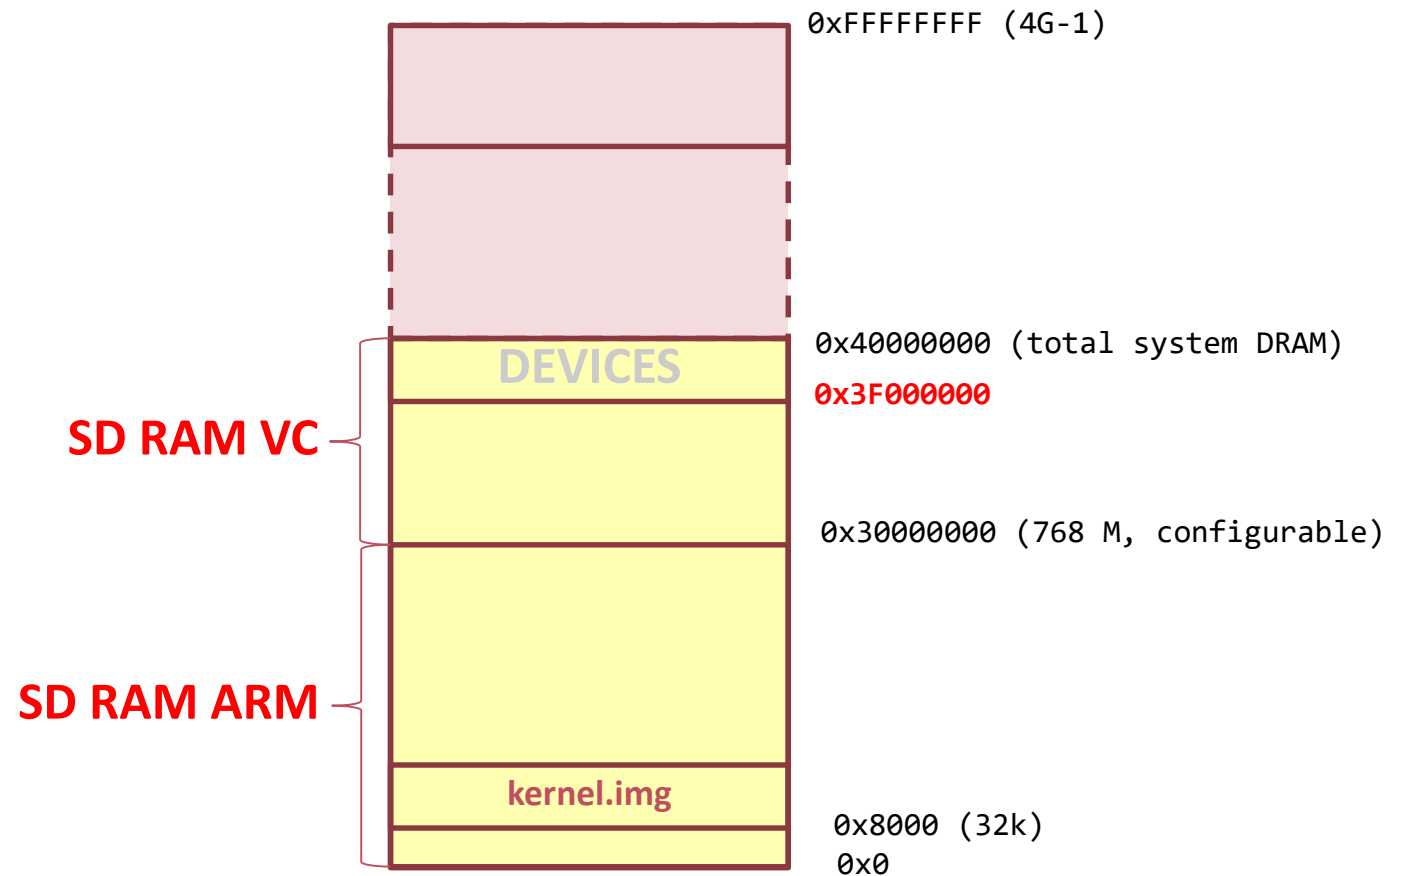 0xFFFFFFFF (4G-1)
0x40000000 (total system DRAM)
DEVICES
0x3F000000
SD RAM VC
0x30000000 (768 M, configurable)
SD RAM ARM
kernel.img
0x8000 (32k)
0x0